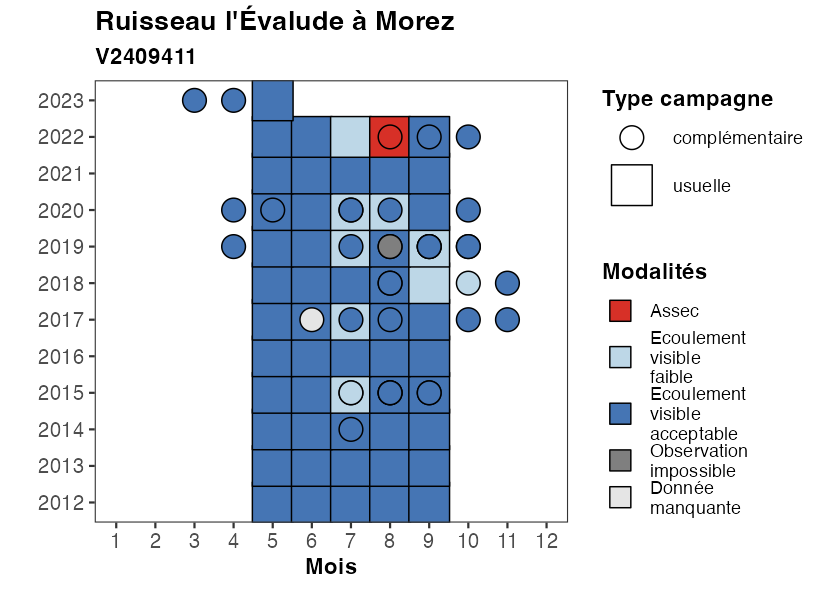 Ruisseau l'Évalude à Morez
V2409411
2023
2022
2021
2020
2019
2018
2017
2016
2015
2014
2013
2012
1 2 3 4 5 6 7 8 9 10 11 12
Mois
Type campagne
complémentaire
usuelle
Modalités
Assec
Ecoulement
visible
faible
Ecoulement
visible
acceptable
Observation
impossible
Donnée
manquante